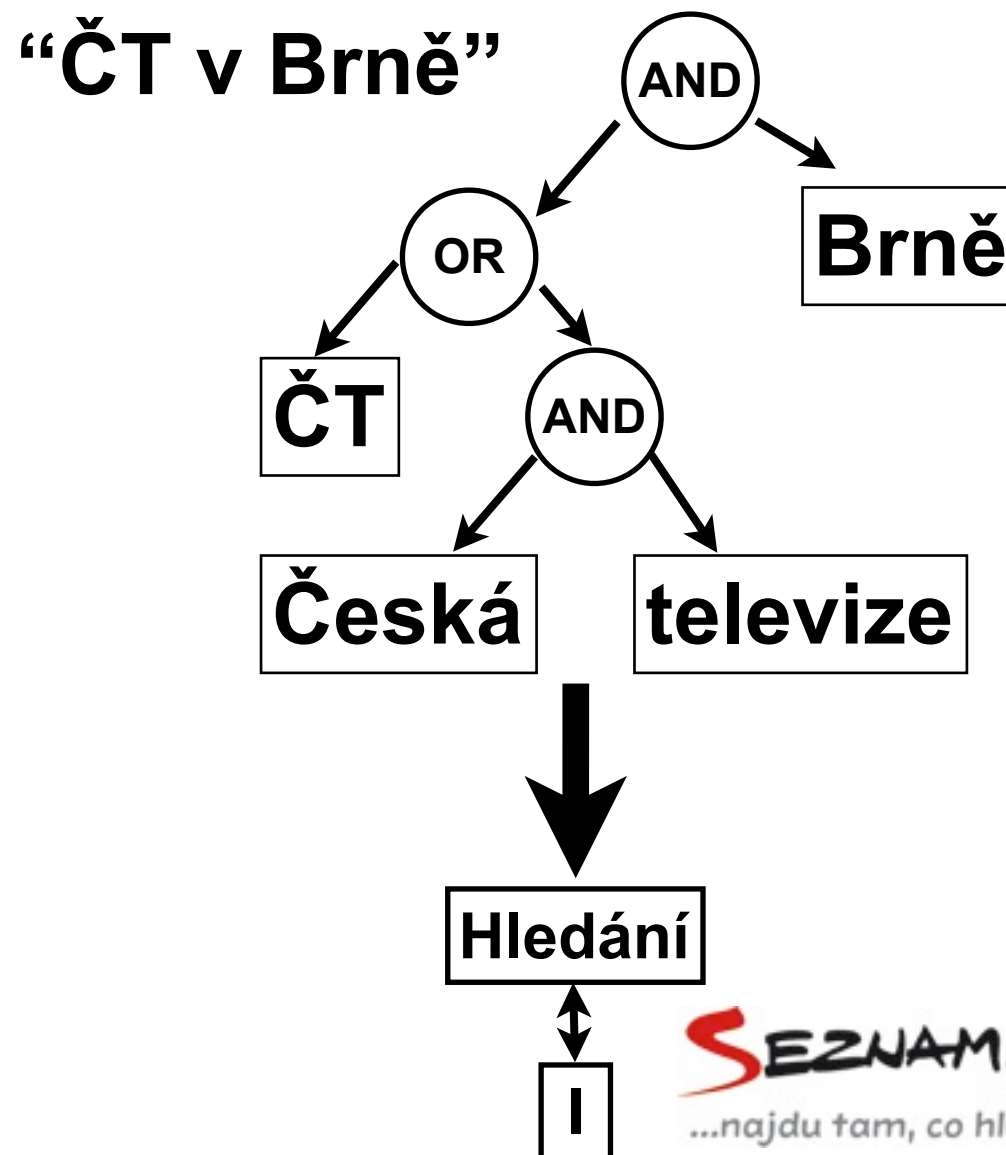 “ČT v Brně”
AND
OR
Brně
ČT
AND
Česká
televize
Hledání
I
SEZNAM
...najdu tam, co hl